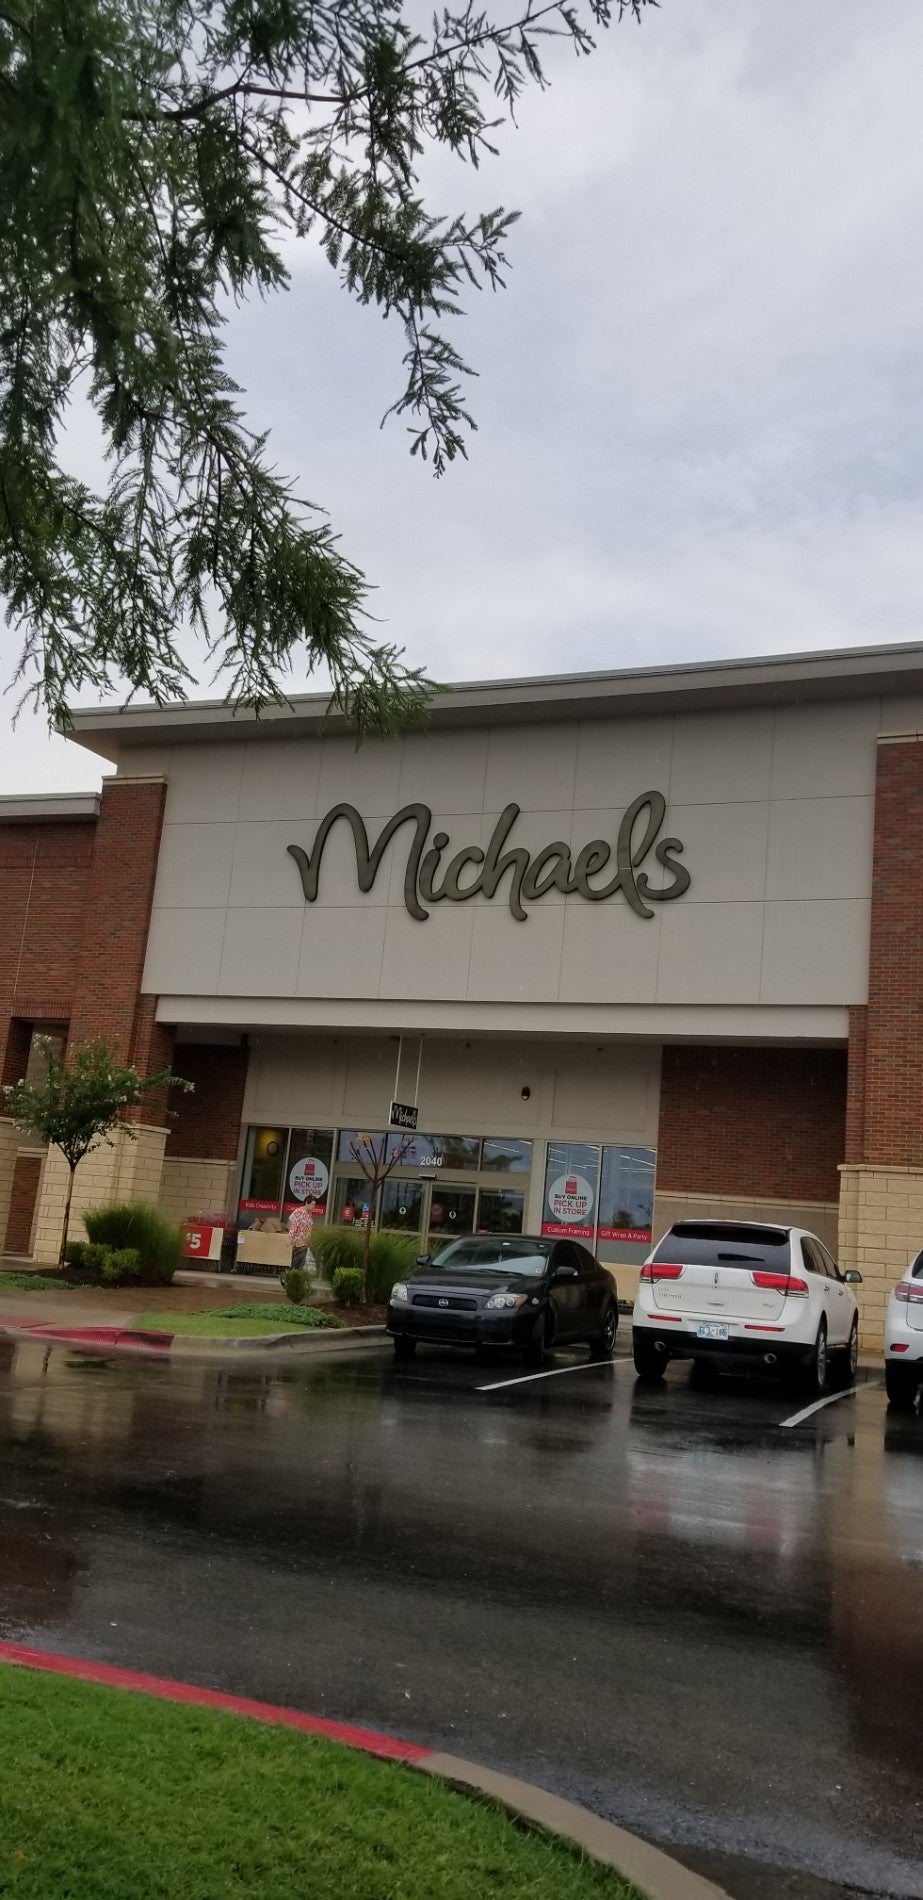 Michaels
Michaels
2040
BUY ONLINE
PICK UP
IN STORE
BUY ONLINE
PICK UP
IN STORE
Kids Creativity
Custom Framing
Gift Wrap & Party
$5